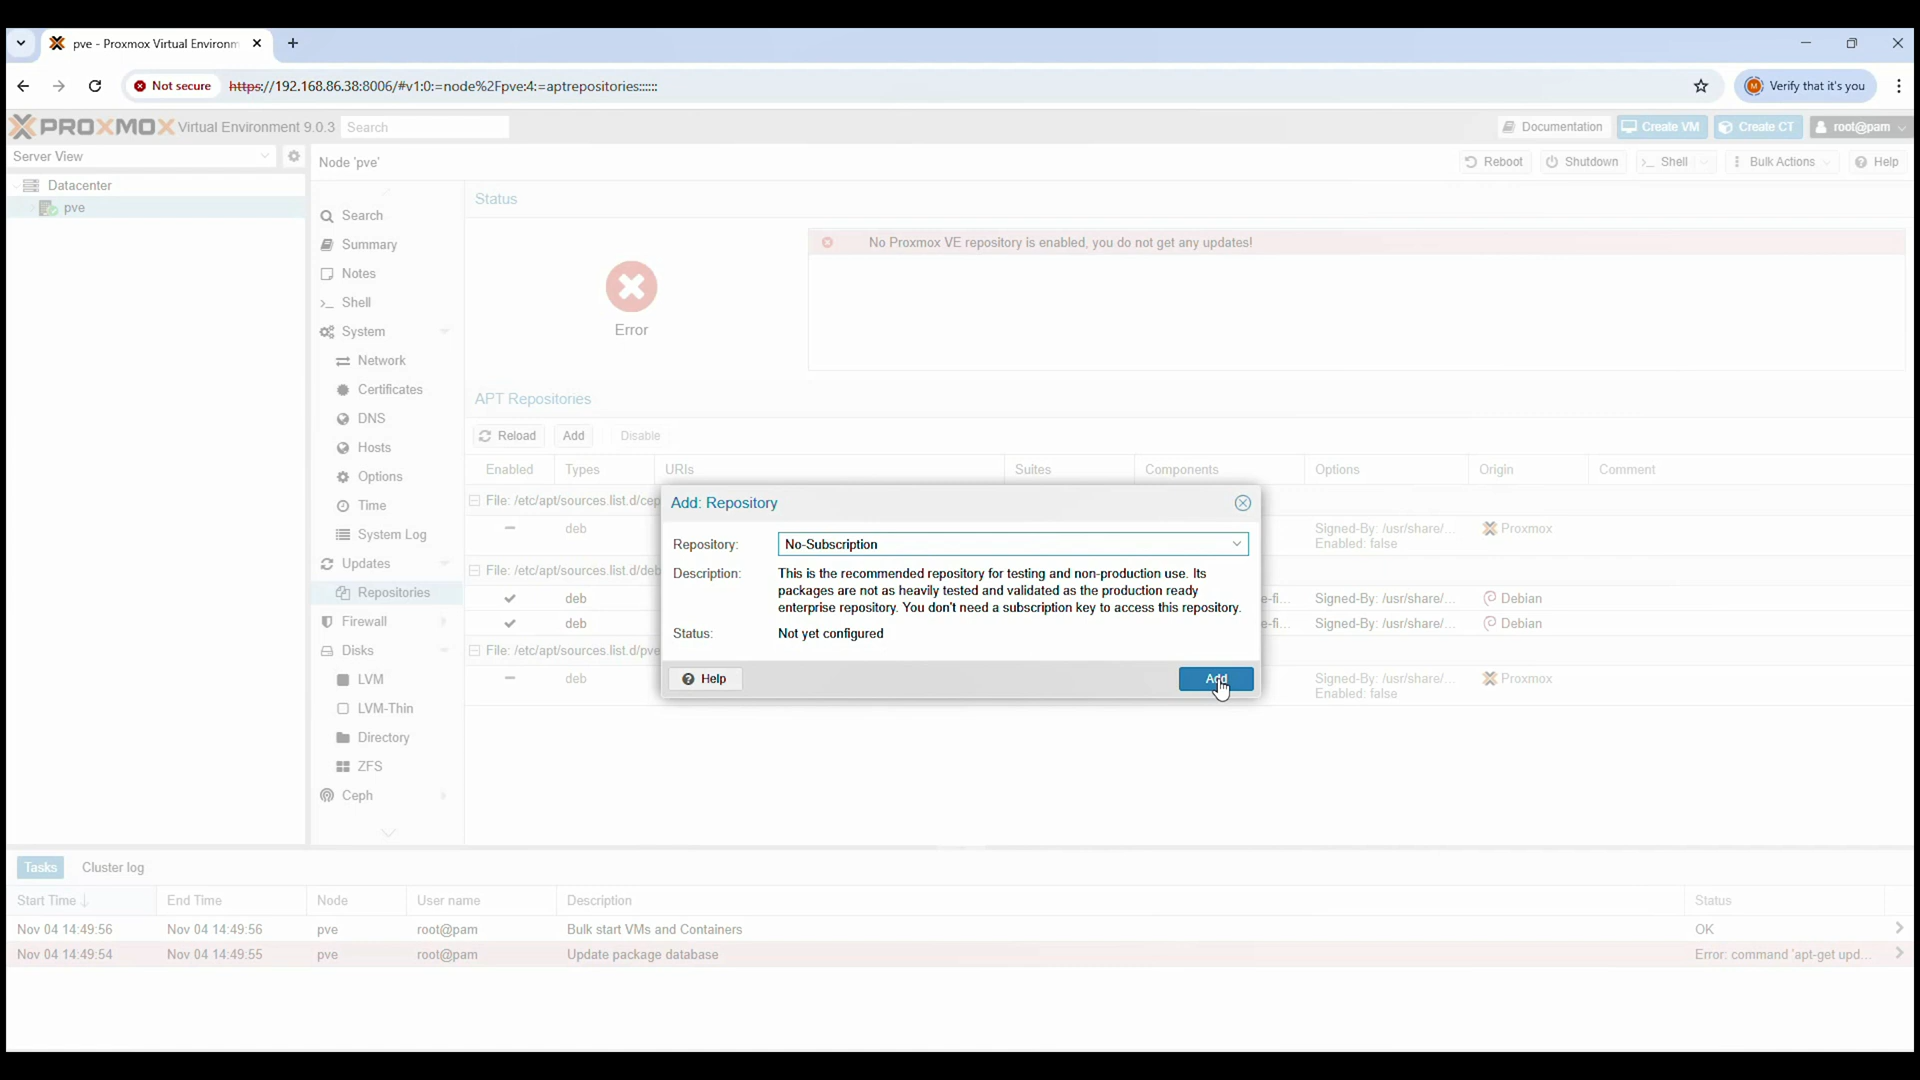 pve - Proxmox Virtual Environm
Not secure
https://192.168.86.38:8006/#v1:0:=node%2Fpve:4:=aptrepositories::::::
Verify that it's you
PROXMOX Virtual Environment 9.0.3
Search
Documentation
Create VM
Create CT
root@pam
Server View
Node 'pve'
Reboot
Shutdown
Shell
Bulk Actions
Help
Datacenter
pve
Search
Summary
Notes
Shell
System
Network
Certificates
DNS
Hosts
Options
Time
System Log
Updates
Repositories
Firewall
Disks
LVM
LVM-Thin
Directory
ZFS
Ceph
Status
No Proxmox VE repository is enabled, you do not get any updates!
Error
APT Repositories
Reload
Add
Disable
Enabled Types URIs Suites Components Options Origin Comment
File: /etc/apt/sources.list.d/cep
deb Signed-By: /usr/share/... Proxmox
Enabled: false
File: /etc/apt/sources.list.d/deb
deb e-fi... Signed-By: /usr/share/... Debian
deb e-fi... Signed-By: /usr/share/... Debian
File: /etc/apt/sources.list.d/pve
deb Signed-By: /usr/share/... Proxmox
Enabled: false
Add: Repository
Repository: No-Subscription
Description: This is the recommended repository for testing and non-production use. Its
packages are not as heavily tested and validated as the production ready
enterprise repository. You don't need a subscription key to access this repository.
Status: Not yet configured
Help
Add
Tasks
Cluster log
Start Time End Time Node User name Description Status
Nov 04 14:49:56 Nov 04 14:49:56 pve root@pam Bulk start VMs and Containers OK
Nov 04 14:49:54 Nov 04 14:49:55 pve root@pam Update package database Error: command 'apt-get upd...